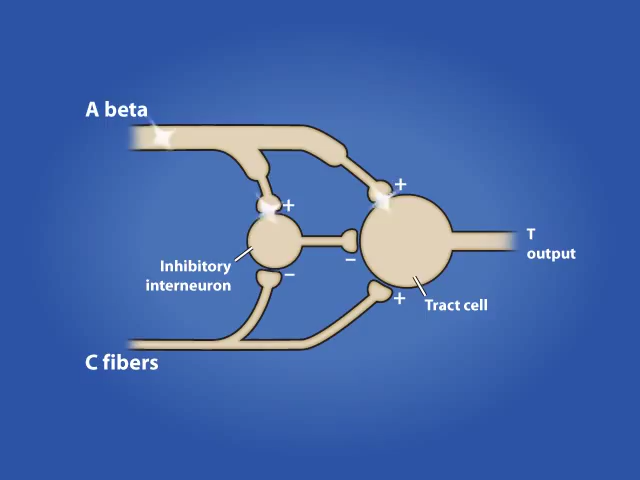 A beta
+
+
T
output
Inhibitory
interneuron
−
−
+
Tract cell
C fibers